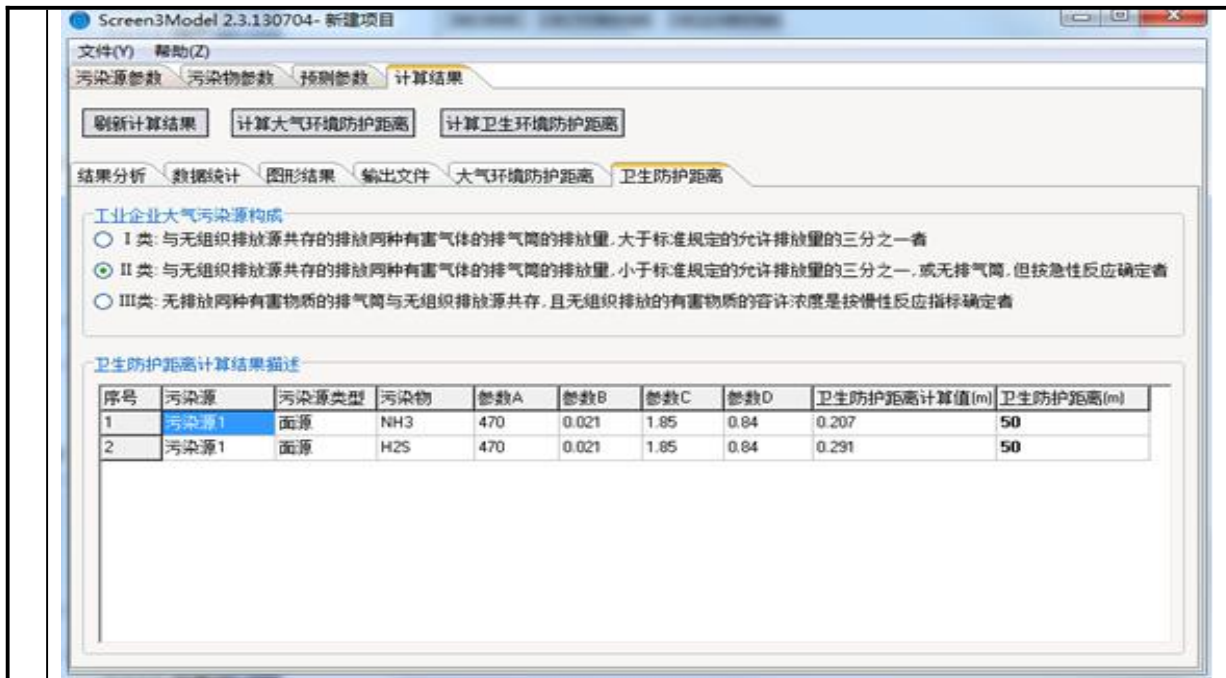 Screen3Model 2.3.130704- 新建项目
文件(Y) 帮助(Z)
污染源参数 污染物参数 预测参数 计算结果
刷新计算结果 计算大气环境防护距离 计算卫生环境防护距离
结果分析 数据统计 图形结果 输出文件 大气环境防护距离 卫生防护距离
工业企业大气污染源构成
I 类: 与无组织排放源共存的排放同种有害气体的排气筒的排放量,大于标准规定的允许排放量的三分之一者
II 类: 与无组织排放源共存的排放同种有害气体的排气筒的排放量,小于标准规定的允许排放量的三分之一,或无排气筒,但按急性反应确定者
III类: 无排放同种有害物质的排气筒与无组织排放源共存,且无组织排放的有害物质的容许浓度是按慢性反应指标确定者
卫生防护距离计算结果描述
序号 污染源 污染源类型 污染物 参数A 参数B 参数C 参数D 卫生防护距离计算值(m) 卫生防护距离(m)
1 污染源1 面源 NH3 470 0.021 1.85 0.84 0.207 50
2 污染源1 面源 H2S 470 0.021 1.85 0.84 0.291 50